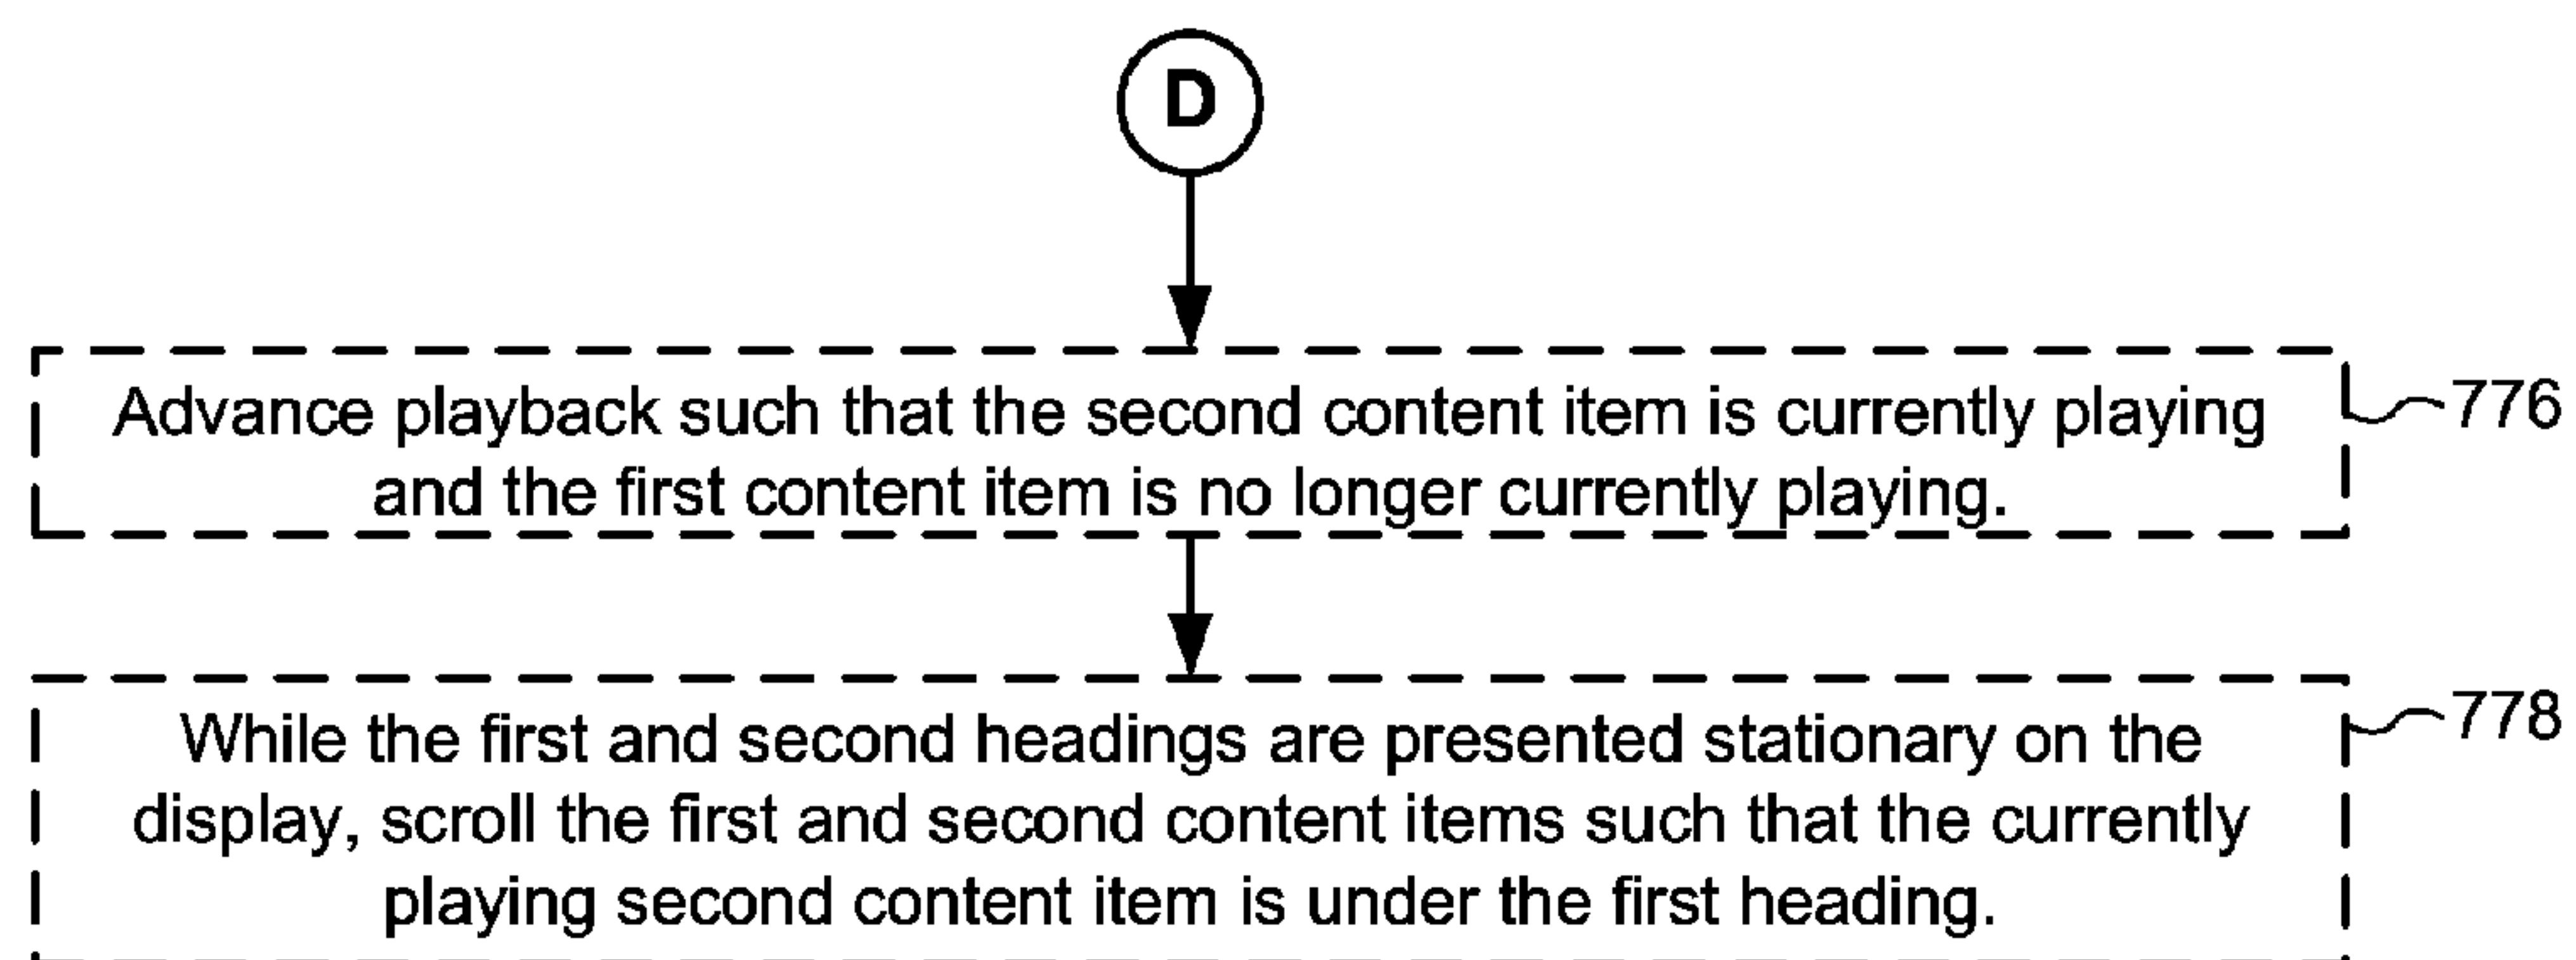 D
Advance playback such that the second content item is currently playing
and the first content item is no longer currently playing.
776
While the first and second headings are presented stationary on the
display, scroll the first and second content items such that the currently
playing second content item is under the first heading.
778